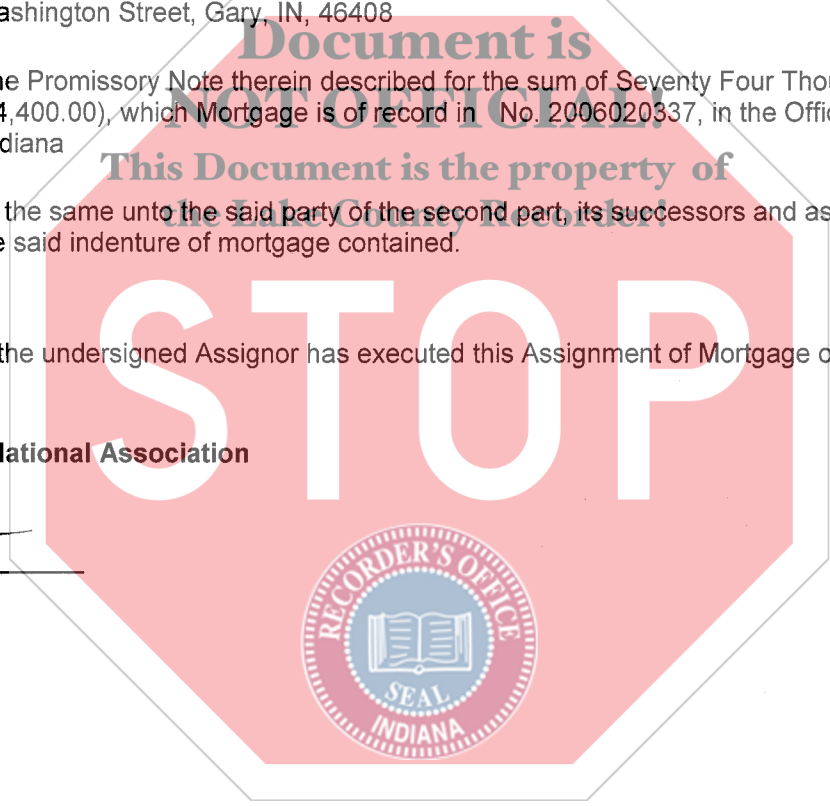 ashington Street, Gary, IN, 46408
Document is
e Promissory Note therein described for the sum of Seventy Four Thou
4,400.00), which Mortgage is of record in No. 2006020337, in the Offic
NOT OFFICIAL!
diana
This Document is the property of
the same unto the said party of the second part, its successors and as
the Lake County Recorder!
said indenture of mortgage contained.
STOP
the undersigned Assignor has executed this Assignment of Mortgage o
National Association
RECORDER'S OFFICE
SEAL
INDIANA